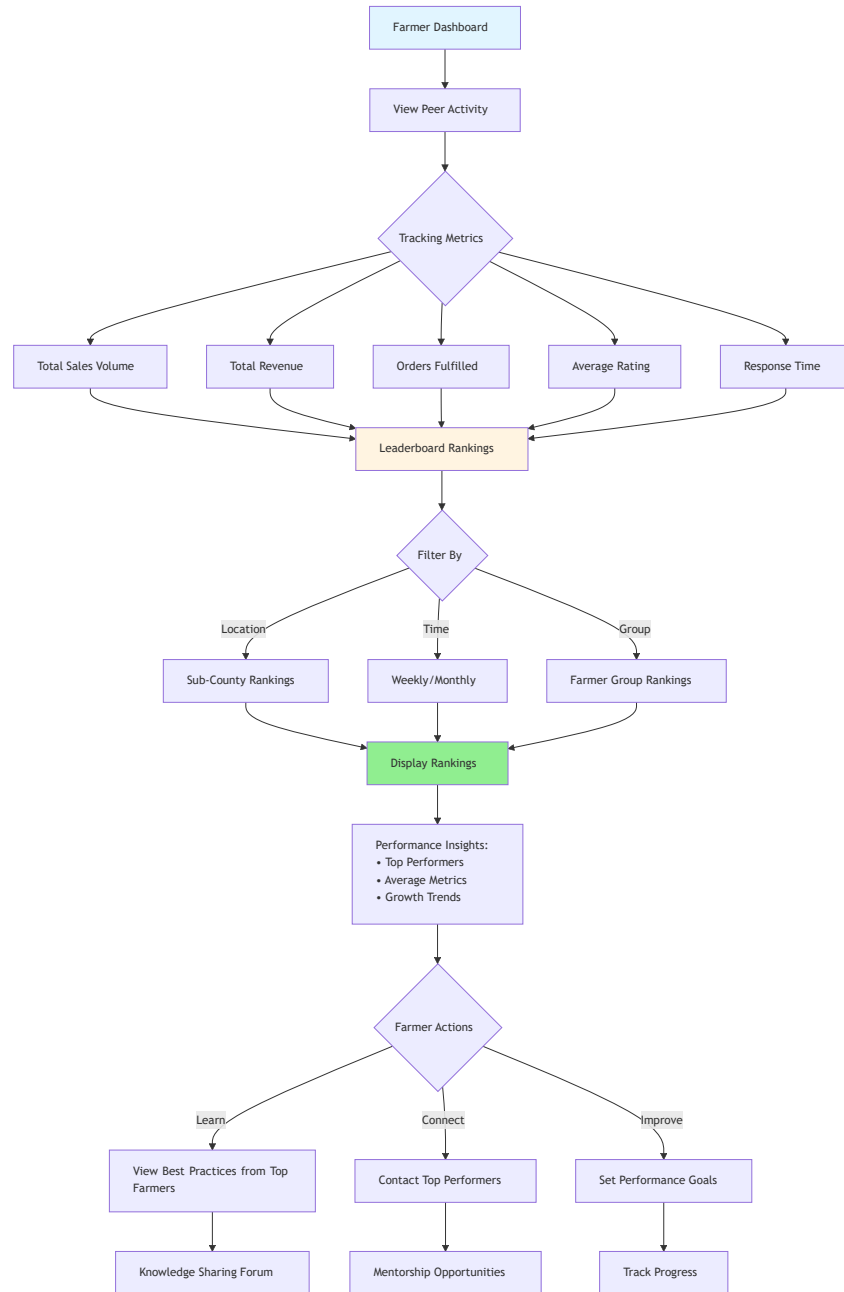 Farmer Dashboard
View Peer Activity
Tracking Metrics
Total Sales Volume
Total Revenue
Orders Fulfilled
Average Rating
Response Time
Leaderboard Rankings
Filter By
Location
Time
Group
Sub-County Rankings
Weekly/Monthly
Farmer Group Rankings
Display Rankings
Performance Insights:
• Top Performers
• Average Metrics
• Growth Trends
Farmer Actions
Learn
Connect
Improve
View Best Practices from Top
Farmers
Contact Top Performers
Set Performance Goals
Knowledge Sharing Forum
Mentorship Opportunities
Track Progress